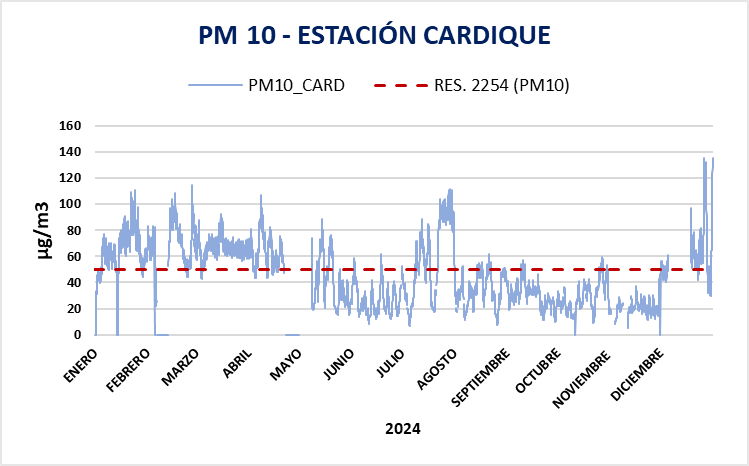 PM 10 - ESTACIÓN CARDIQUE
PM10_CARD RES. 2254 (PM10)
µg/m3
160
140
120
100
80
60
40
20
0
ENERO
FEBRERO
MARZO
ABRIL
MAYO
JUNIO
JULIO
AGOSTO
SEPTIEMBRE
OCTUBRE
NOVIEMBRE
DICIEMBRE
2024